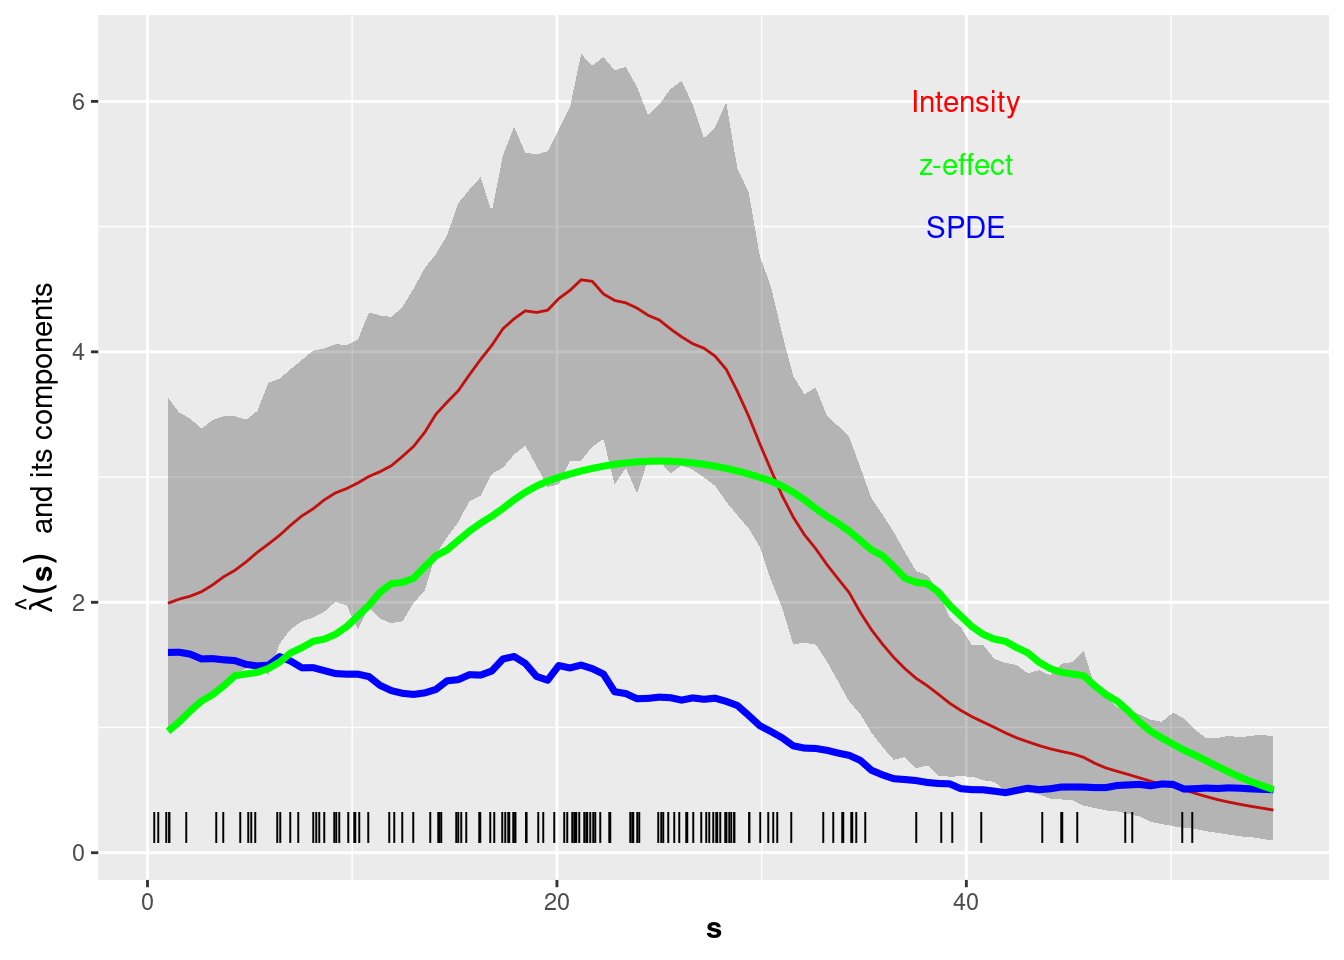 Intensity
z-effect
SPDE
λ̂(s) and its components
6
4
2
0
0 20 40
s